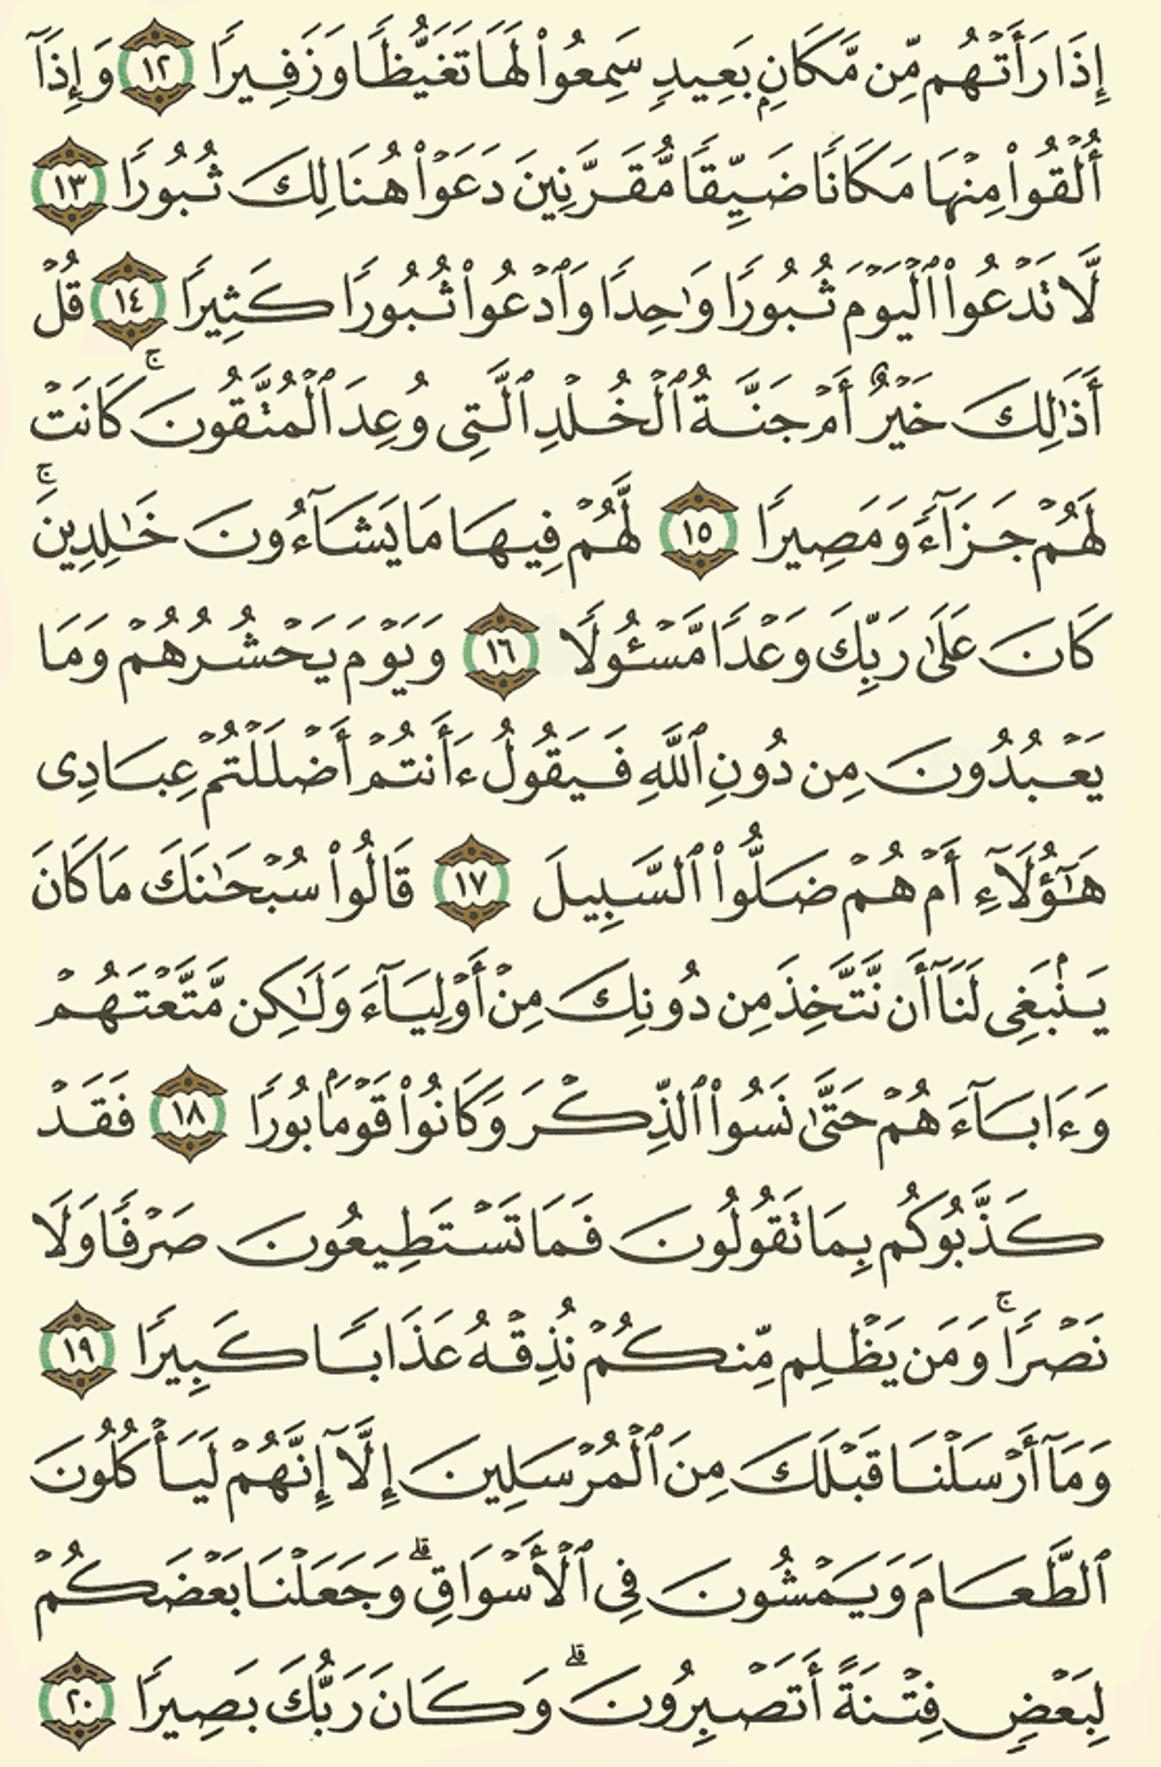 إِذَا رَأَتْهُم مِّن مَّكَانٍۭ بَعِيدٍ سَمِعُوا۟ لَهَا تَغَيُّظًا وَزَفِيرًا ١٢ وَإِذَآ
أُلْقُوا۟ مِنْهَا مَكَانًا ضَيِّقًا مُّقَرَّنِينَ دَعَوْا۟ هُنَالِكَ ثُبُورًا ١٣
لَّا تَدْعُوا۟ ٱلْيَوْمَ ثُبُورًا وَٰحِدًا وَٱدْعُوا۟ ثُبُورًا كَثِيرًا ١٤ قُلْ
أَذَٰلِكَ خَيْرٌ أَمْ جَنَّةُ ٱلْخُلْدِ ٱلَّتِى وُعِدَ ٱلْمُتَّقُونَ ۚ كَانَتْ
لَهُمْ جَزَآءً وَمَصِيرًا ١٥ لَّهُمْ فِيهَا مَا يَشَآءُونَ خَٰلِدِينَ ۚ
كَانَ عَلَىٰ رَبِّكَ وَعْدًا مَّسْـُٔولًا ١٦ وَيَوْمَ يَحْشُرُهُمْ وَمَا
يَعْبُدُونَ مِن دُونِ ٱللَّهِ فَيَقُولُ ءَأَنتُمْ أَضْلَلْتُمْ عِبَادِى
هَٰٓؤُلَآءِ أَمْ هُمْ ضَلُّوا۟ ٱلسَّبِيلَ ١٧ قَالُوا۟ سُبْحَٰنَكَ مَا كَانَ
يَنۢبَغِى لَنَآ أَن نَّتَّخِذَ مِن دُونِكَ مِنْ أَوْلِيَآءَ وَلَٰكِن مَّتَّعْتَهُمْ
وَءَابَآءَهُمْ حَتَّىٰ نَسُوا۟ ٱلذِّكْرَ وَكَانُوا۟ قَوْمًۢا بُورًا ١٨ فَقَدْ
كَذَّبُوكُم بِمَا تَقُولُونَ فَمَا تَسْتَطِيعُونَ صَرْفًا وَلَا
نَصْرًا ۚ وَمَن يَظْلِم مِّنكُمْ نُذِقْهُ عَذَابًا كَبِيرًا ١٩
وَمَآ أَرْسَلْنَا قَبْلَكَ مِنَ ٱلْمُرْسَلِينَ إِلَّآ إِنَّهُمْ لَيَأْكُلُونَ
ٱلطَّعَامَ وَيَمْشُونَ فِى ٱلْأَسْوَاقِ ۗ وَجَعَلْنَا بَعْضَكُمْ
لِبَعْضٍ فِتْنَةً أَتَصْبِرُونَ ۗ وَكَانَ رَبُّكَ بَصِيرًا ٢٠